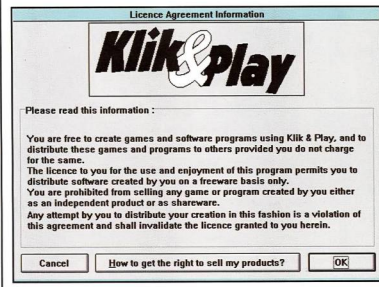 Licence Agreement Information
Klik & Play
Please read this information :
You are free to create games and software programs using Klik & Play, and to
distribute these games and programs to others provided you do not charge
for the same.
The licence to you for the use and enjoyment of this program permits you to
distribute software created by you on a freeware basis only.
You are prohibited from selling any game or program created by you either
as an independent product or as shareware.
Any attempt by you to distribute your creation in this fashion is a violation of
this agreement and shall invalidate the licence granted to you herein.
Cancel
How to get the right to sell my products?
OK